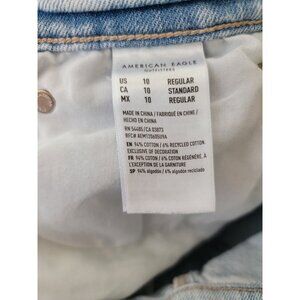 AMERICAN EAGLE
OUTFITTERS
US 10 REGULAR
CA 10 STANDARD
MX 10 REGULAR
MADE IN CHINA / FABRIQUÉ EN CHINE /
HECHO EN CHINA
RN 54485/CA 03873
EN 94% COTTON / 6% RECYCLED COTTON
EXCLUSIVE OF DECORATION
FR 94% COTON / 6% COTON RÉGÉNÉRÉ, À
L'EXCEPTION DE LA GARNITURE
SP 94% algodón / 6% algodón reciclado